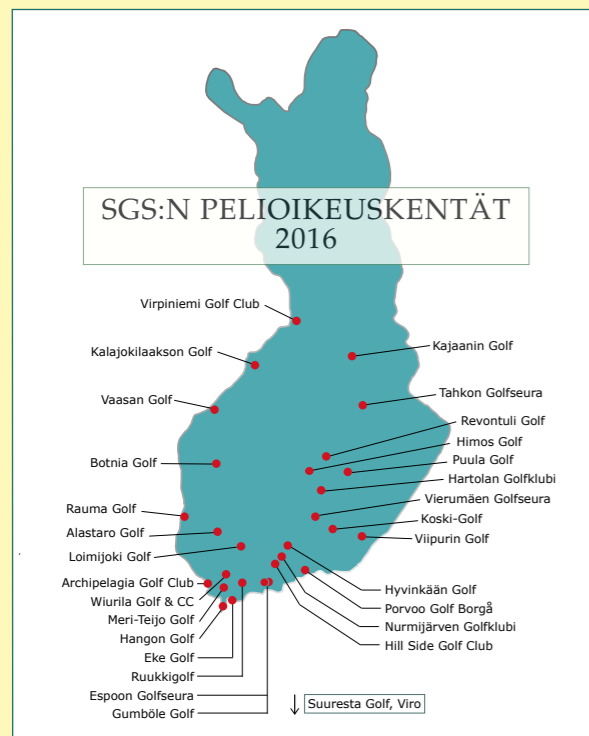 SGS:N PELIOIKEUSKENTÄT
2016
Virpiniemi Golf Club
Kalajokilaakson Golf
Vaasan Golf
Botnia Golf
Rauma Golf
Alastaro Golf
Loimijoki Golf
Archipelagia Golf Club
Wiurila Golf & CC
Meri-Teijo Golf
Hangon Golf
Eke Golf
Ruukkigolf
Espoon Golfseura
Gumböle Golf
Kajaanin Golf
Tahkon Golfseura
Revontuli Golf
Himos Golf
Puula Golf
Hartolan Golfklubi
Vierumäen Golfseura
Koski-Golf
Viipurin Golf
Hyvinkään Golf
Porvoo Golf Borgå
Nurmijärven Golfklubi
Hill Side Golf Club
Suuresta Golf, Viro